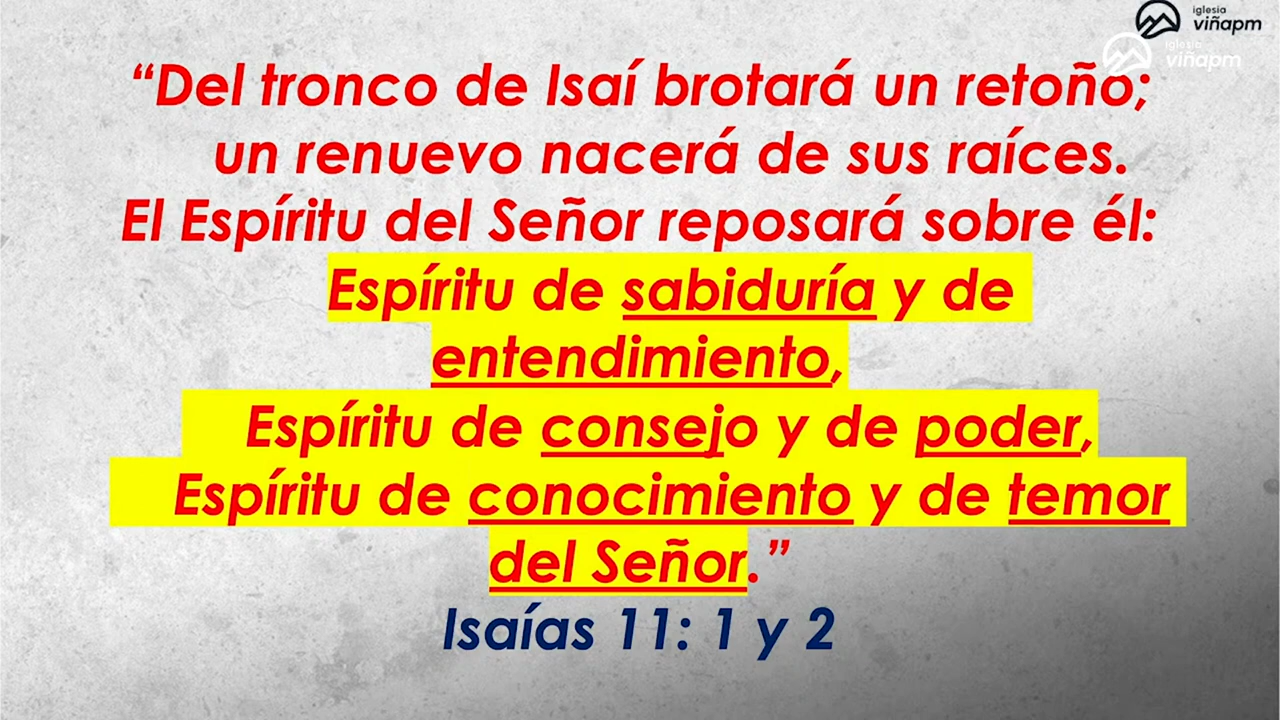 iglesia
viñapm
iglesia
viñapm
“Del tronco de Isaí brotará un retoño;
un renuevo nacerá de sus raíces.
El Espíritu del Señor reposará sobre él:
Espíritu de sabiduría y de
entendimiento,
Espíritu de consejo y de poder,
Espíritu de conocimiento y de temor
del Señor.”
Isaías 11: 1 y 2